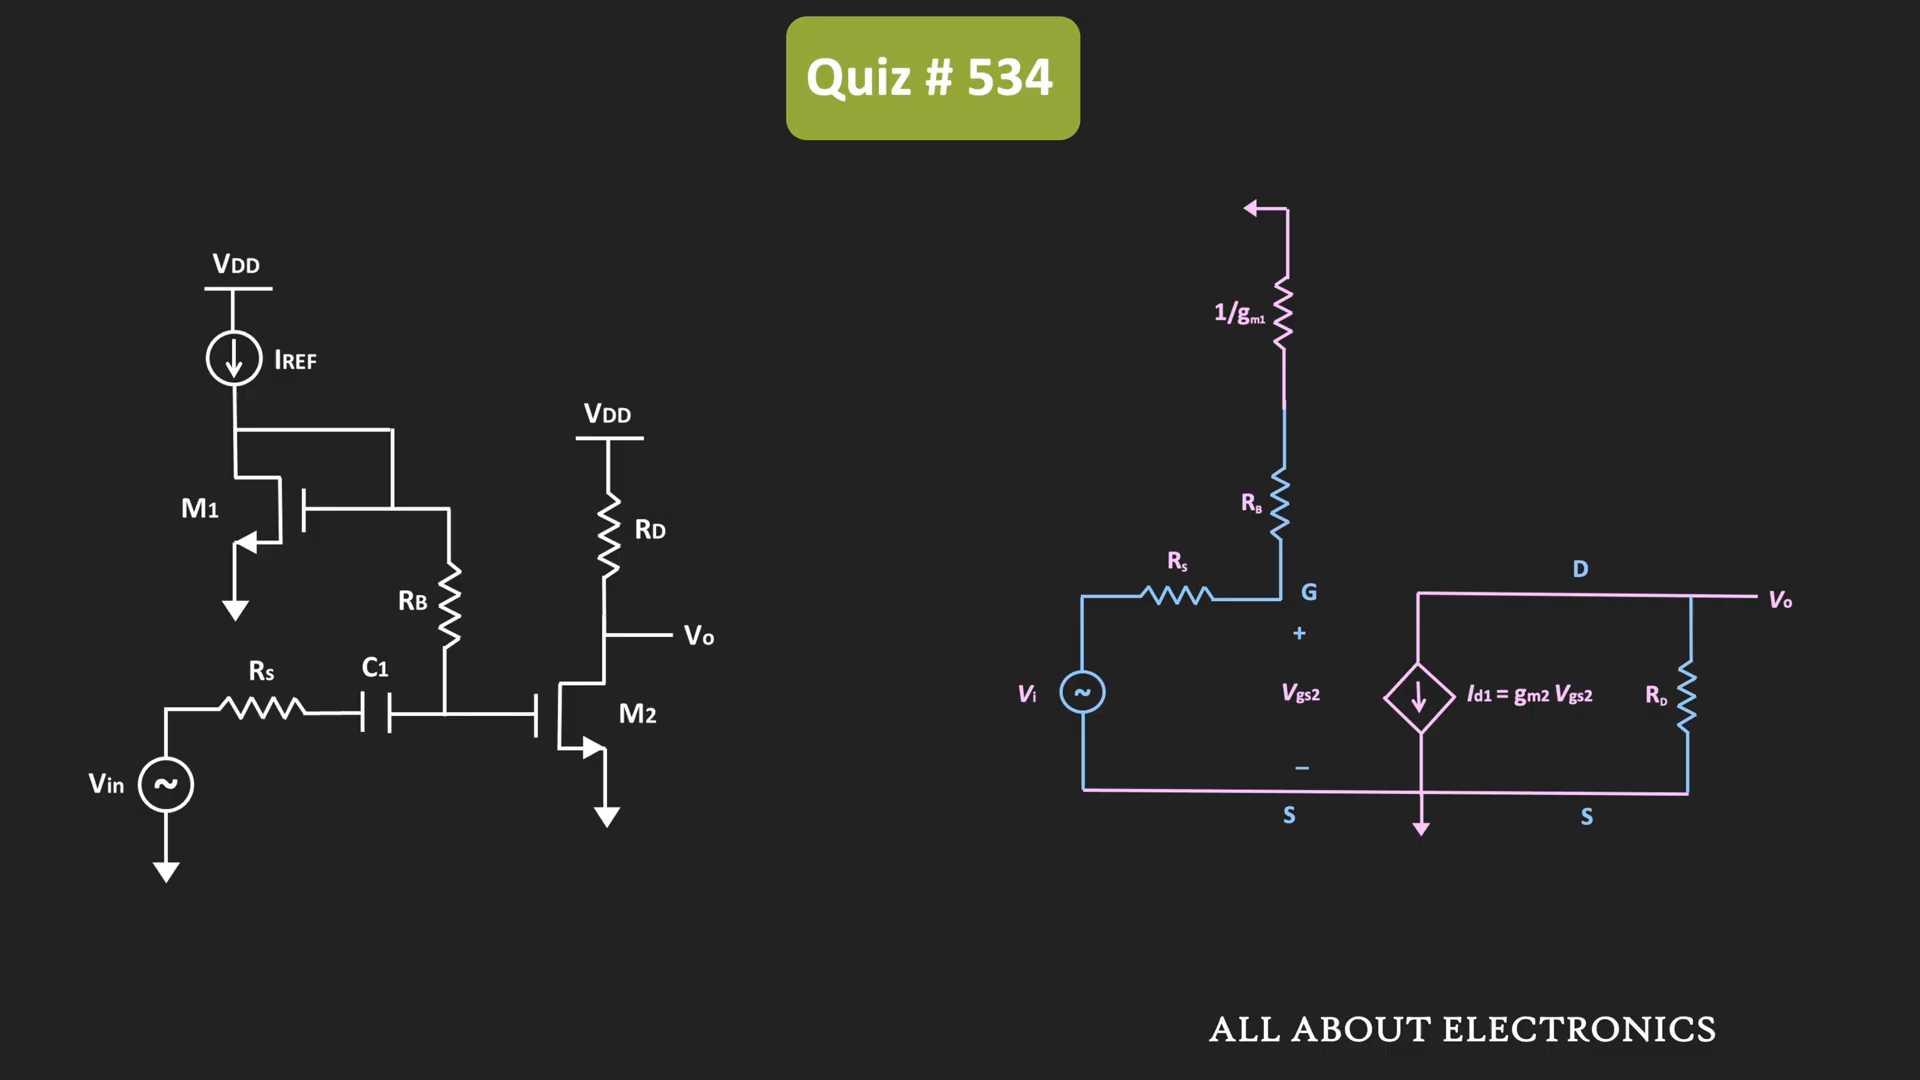 Quiz # 534
VDD
IREF
M1
VDD
RD
RB
Vo
Rs
C1
M2
Vin
~
1/gm1
RB
Rs
G
D
Vo
+
Vi
~
Vgs2
Id1 = gm2 Vgs2
RD
–
S
S
ALL ABOUT ELECTRONICS